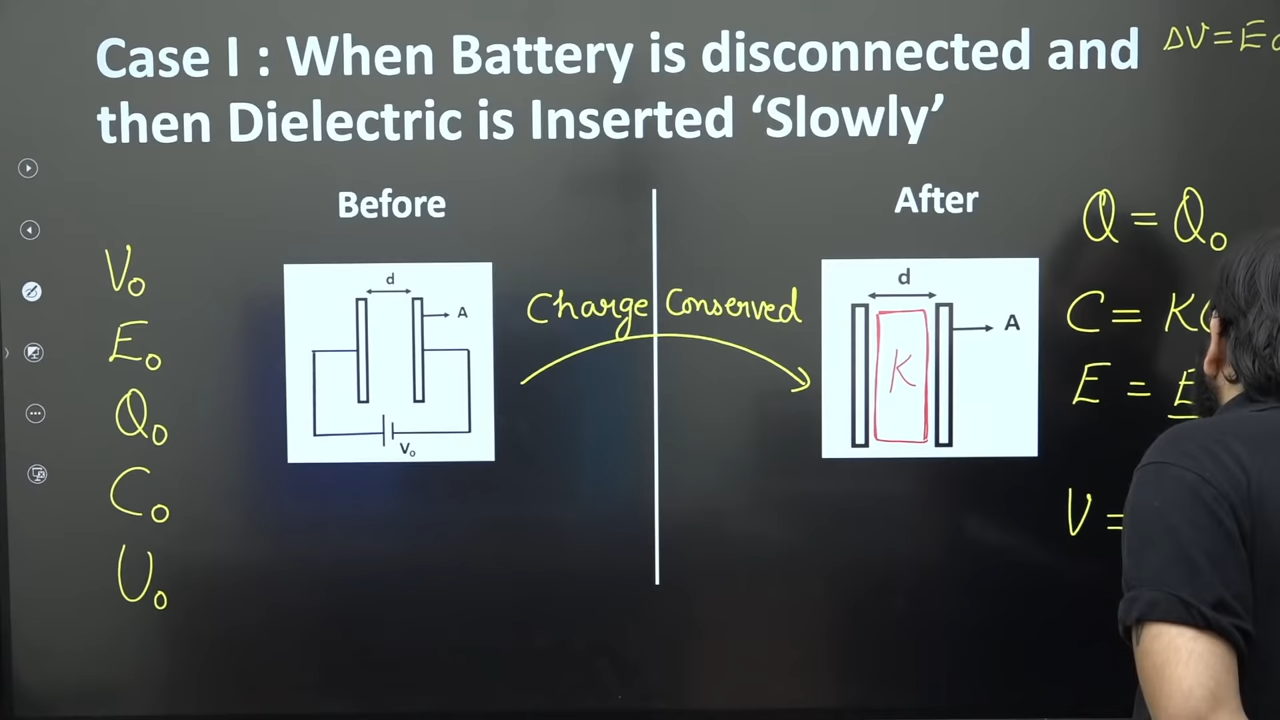 Case I : When Battery is disconnected and
then Dielectric is Inserted ‘Slowly’
ΔV = E
Before
After
V₀
E₀
Q₀
C₀
U₀
d
A
V₀
Charge Conserved
d
A
K
Q = Q₀
C = K
E = E
V =